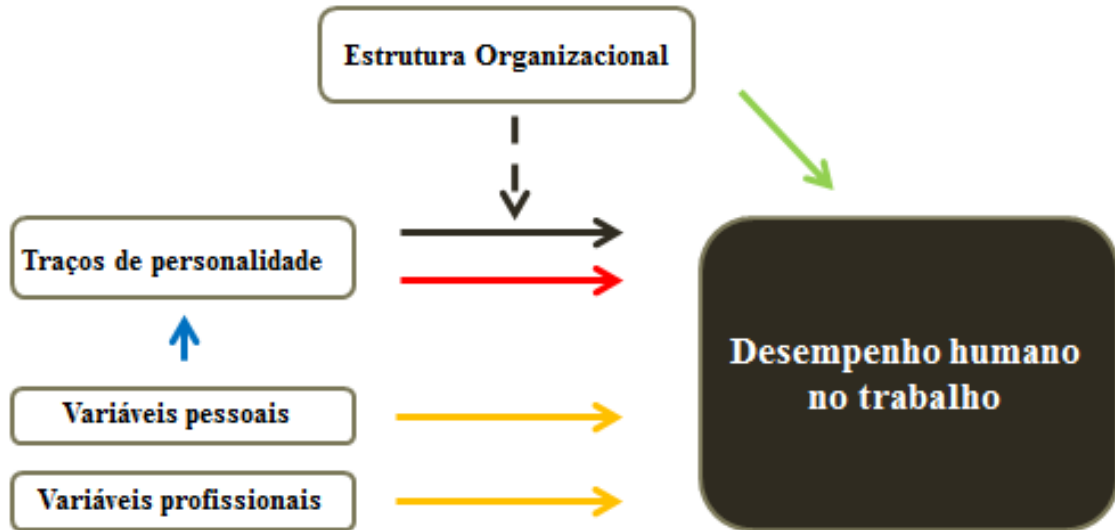 Estrutura Organizacional
Traços de personalidade
Desempenho humano
no trabalho
Variáveis pessoais
Variáveis profissionais